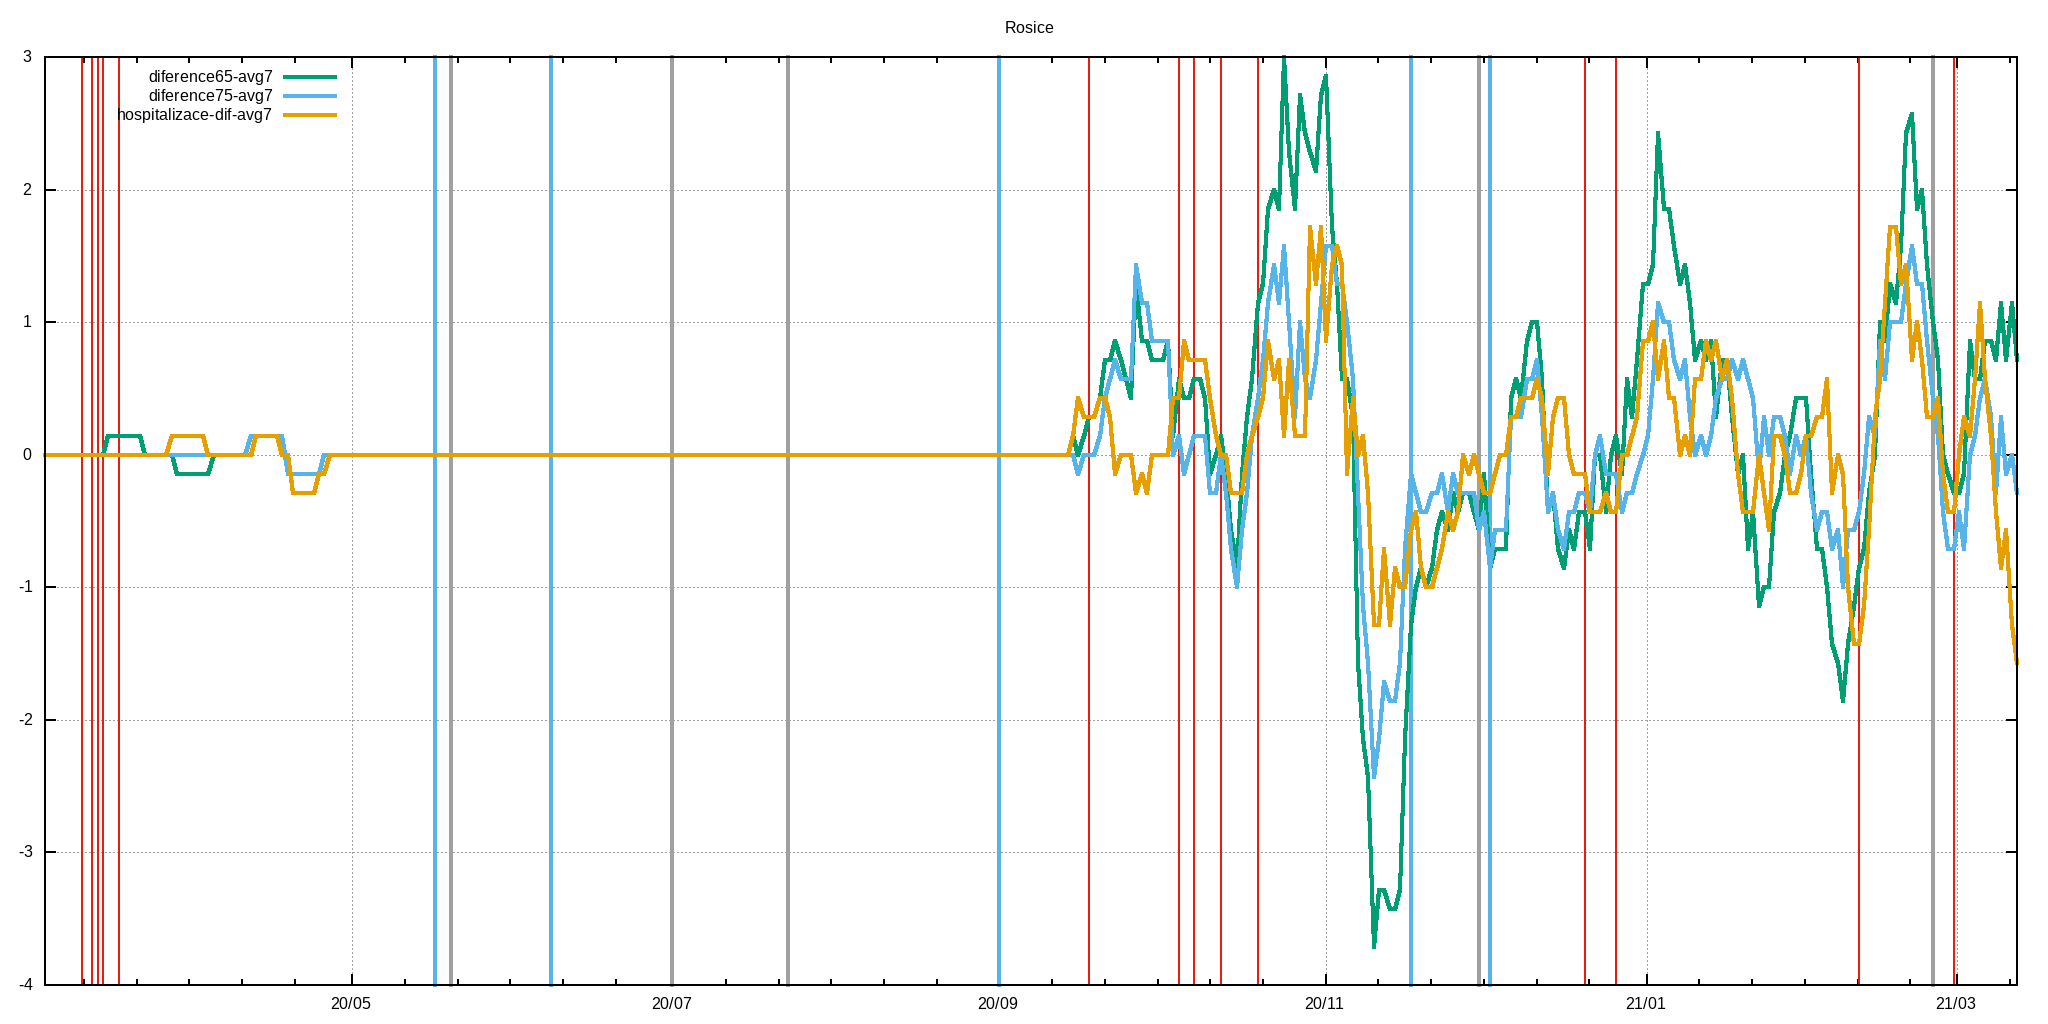 Rosice
diference65-avg7
diference75-avg7
hospitalizace-dif-avg7
3
2
1
0
-1
-2
-3
-4
20/05 20/07 20/09 20/11 21/01 21/03